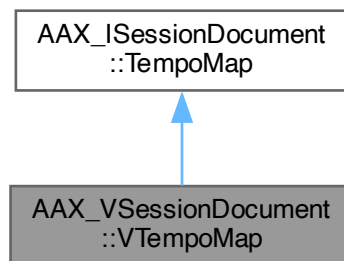 AAX_ISessionDocument
::TempoMap
AAX_VSessionDocument
::VTempoMap